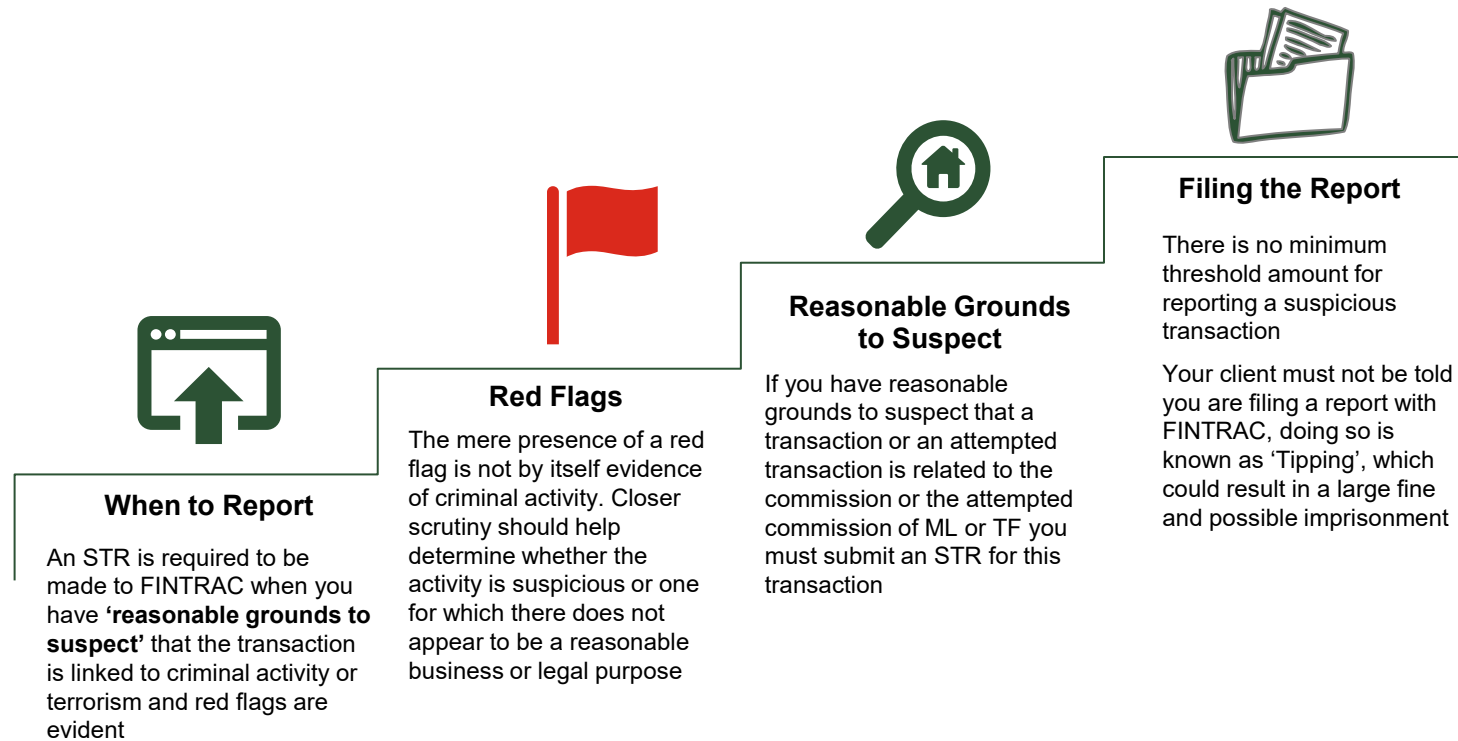 When to Report
An STR is required to be
made to FINTRAC when you
have ‘reasonable grounds to
suspect’ that the transaction
is linked to criminal activity or
terrorism and red flags are
evident
Red Flags
The mere presence of a red
flag is not by itself evidence
of criminal activity. Closer
scrutiny should help
determine whether the
activity is suspicious or one
for which there does not
appear to be a reasonable
business or legal purpose
Reasonable Grounds
to Suspect
If you have reasonable
grounds to suspect that a
transaction or an attempted
transaction is related to the
commission or the attempted
commission of ML or TF you
must submit an STR for this
transaction
Filing the Report
There is no minimum
threshold amount for
reporting a suspicious
transaction
Your client must not be told
you are filing a report with
FINTRAC, doing so is
known as ‘Tipping’, which
could result in a large fine
and possible imprisonment